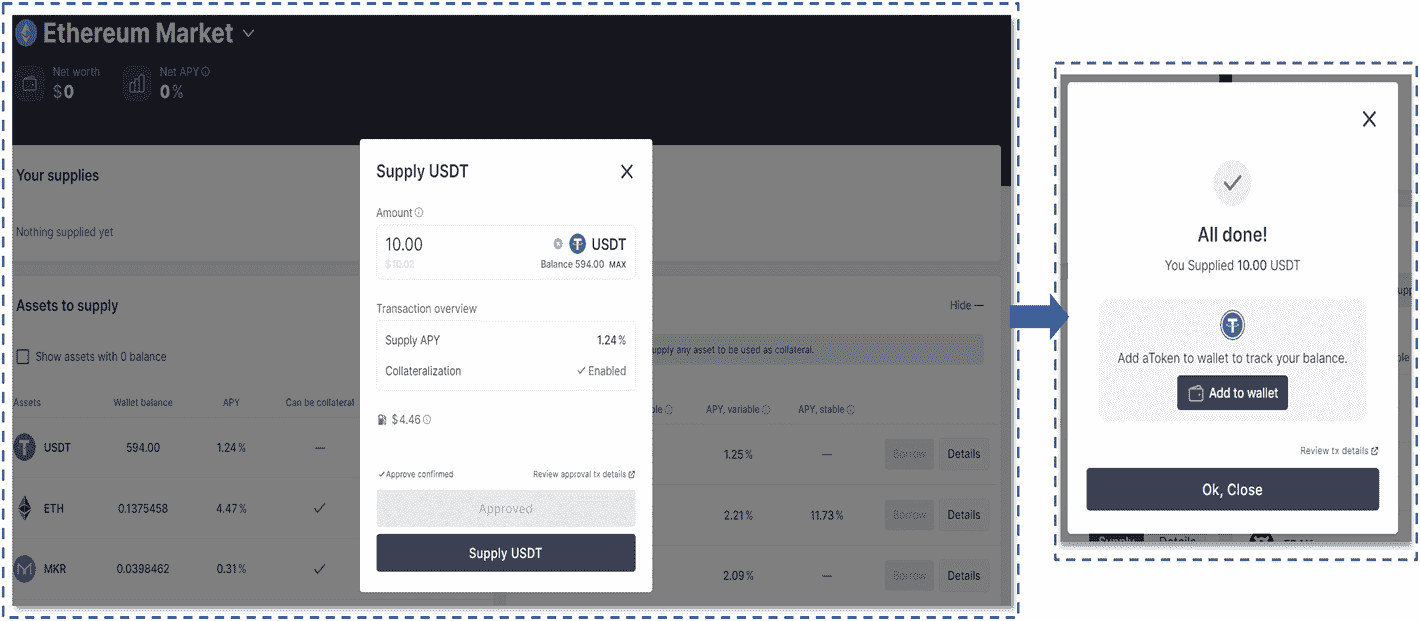 Ethereum Market
Net worth
$0
Net APY
0 %
Your supplies
Nothing supplied yet
Assets to supply
Show assets with 0 balance
Assets Wallet balance APY Can be collateral
USDT 594.00 1.24 % —
ETH 0.1375458 4.47 %
MKR 0.0398462 0.31 %
Supply USDT
Amount
10.00 USDT
$10.02 Balance 594.00 MAX
Transaction overview
Supply APY 1.24 %
Collateralization Enabled
$ 4.46
Approve confirmed Review approval tx details
Approved
Supply USDT
Hide —
supply any asset to be used as collateral.
APY, variable APY, stable
1.25 % — Borrow Details
2.21 % 11.73 % Borrow Details
2.09 % — Borrow Details
All done!
You Supplied 10.00 USDT
Add aToken to wallet to track your balance.
Add to wallet
Review tx details
Ok, Close
Supply Details